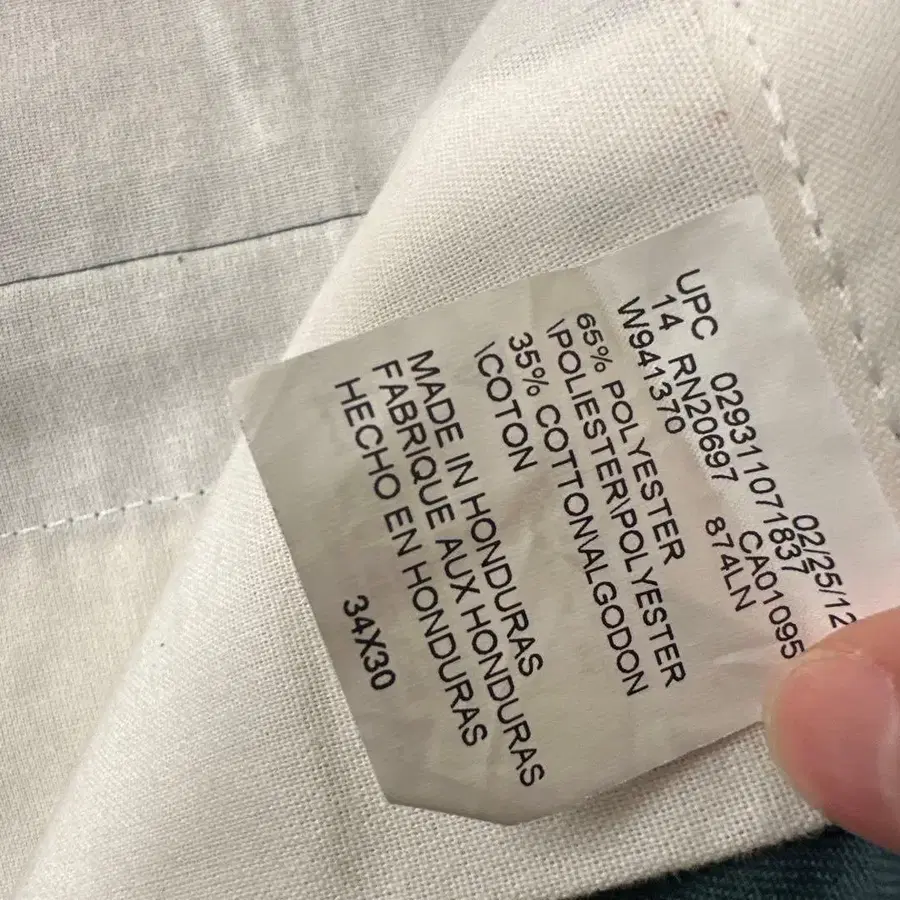 02/25/12
UPC 029311071837
14 RN20697 CA01095
W941370 874LN
65% POLYESTER
\POLIESTER\POLYESTER
35% COTTON\ALGODON
\COTON
MADE IN HONDURAS
FABRIQUE AUX HONDURAS
HECHO EN HONDURAS
34X30